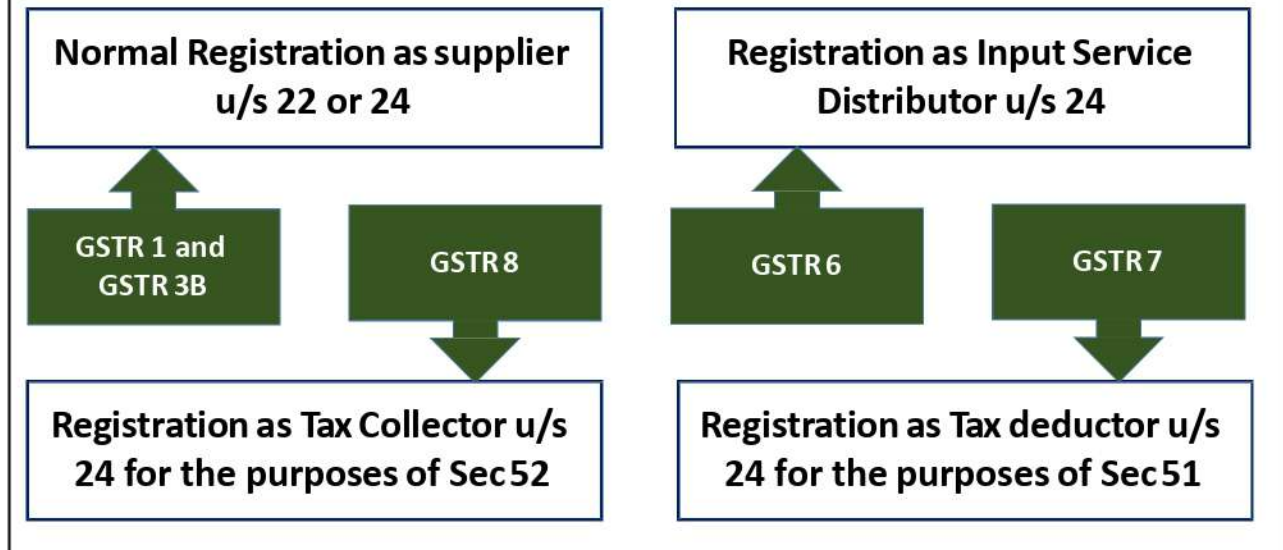 Normal Registration as supplier
u/s 22 or 24
Registration as Input Service
Distributor u/s 24
GSTR 1 and
GSTR 3B
GSTR 8
GSTR 6
GSTR 7
Registration as Tax Collector u/s
24 for the purposes of Sec 52
Registration as Tax deductor u/s
24 for the purposes of Sec 51